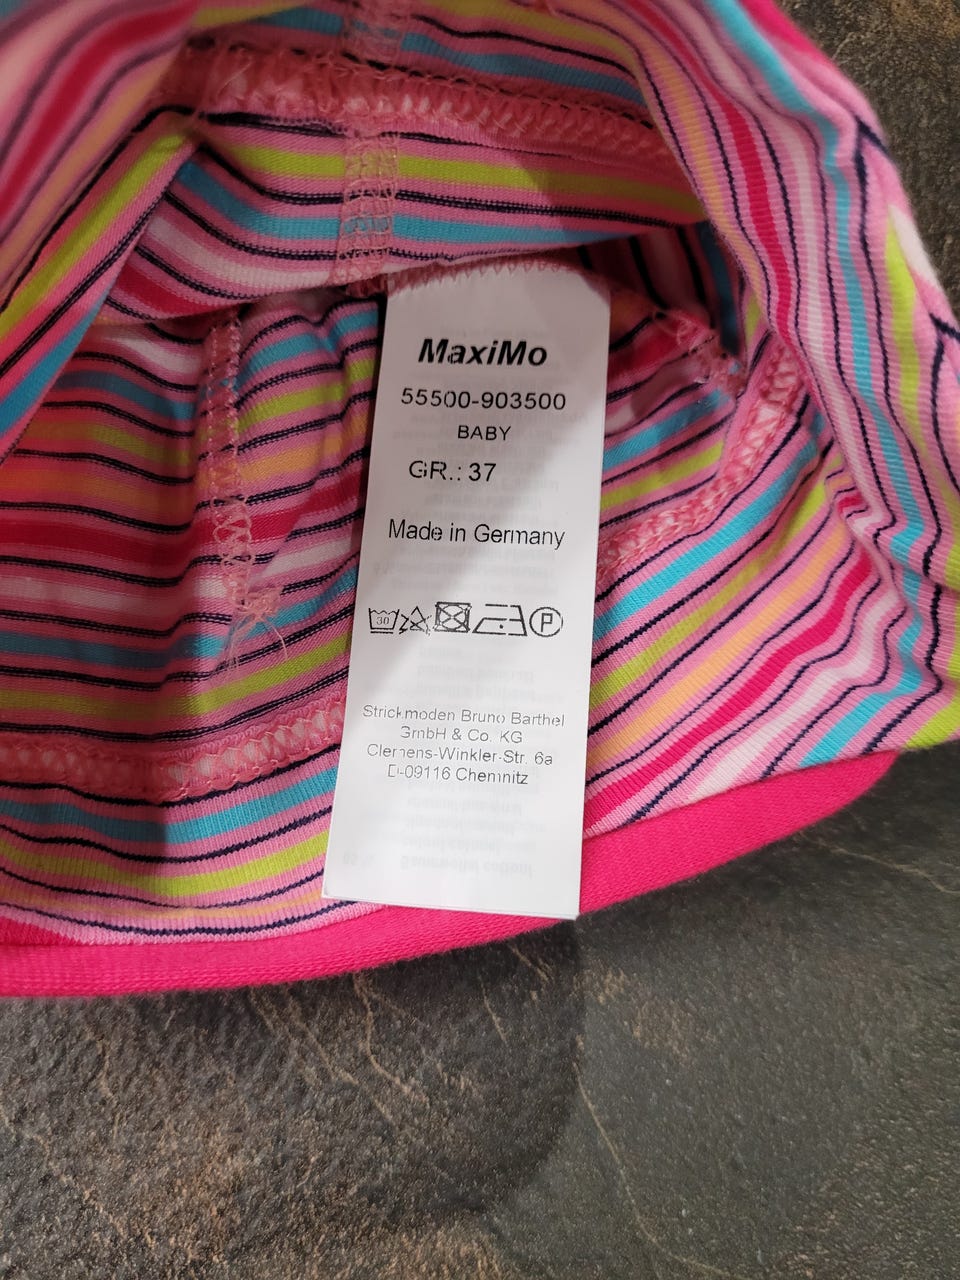 MaxiMo
55500-903500
BABY
GR.: 37
Made in Germany
30
P
Strickmoden Bruno Barthel
GmbH & Co. KG
Clemens-Winkler-Str. 6a
D-09116 Chemnitz